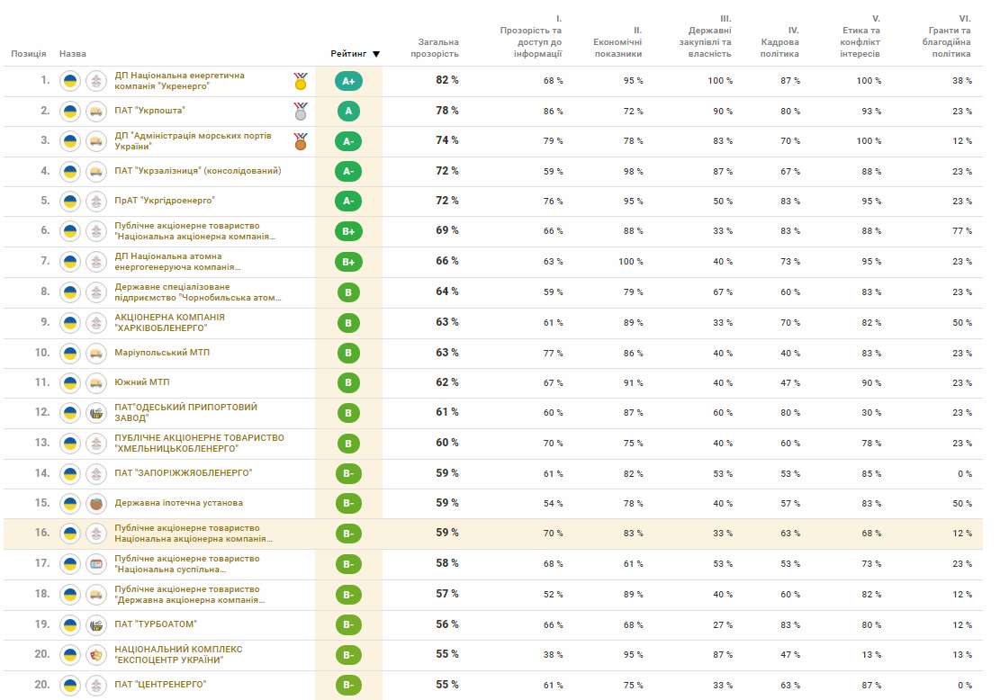 Позиція Назва Рейтинг ▼ Загальна прозорість I. Прозорість та доступ до інформації II. Економічні показники III. Державні закупівлі та власність IV. Кадрова політика V. Етика та конфлікт інтересів VI. Гранти та благодійна політика
1. ДП Національна енергетична
компанія "Укренерго" A+ 82 % 68 % 95 % 100 % 87 % 100 % 38 %
2. ПАТ "Укрпошта" A 78 % 86 % 72 % 90 % 80 % 93 % 23 %
3. ДП "Адміністрація морських портів
України" A- 74 % 79 % 78 % 83 % 70 % 100 % 12 %
4. ПАТ "Укрзалізниця" (консолідований) A- 72 % 59 % 98 % 87 % 67 % 88 % 23 %
5. ПрАТ "Укргідроенерго" A- 72 % 76 % 95 % 50 % 83 % 95 % 23 %
6. Публічне акціонерне товариство
"Національна акціонерна компанія... B+ 69 % 66 % 88 % 33 % 83 % 88 % 77 %
7. ДП Національна атомна
енергогенеруюча компанія... B+ 66 % 63 % 100 % 40 % 73 % 95 % 23 %
8. Державне спеціалізоване
підприємство "Чорнобильська атом... B 64 % 59 % 79 % 67 % 60 % 83 % 23 %
9. АКЦІОНЕРНА КОМПАНІЯ
"ХАРКІВОБЛЕНЕРГО" B 63 % 61 % 89 % 33 % 70 % 82 % 50 %
10. Маріупольський МТП B 63 % 77 % 86 % 40 % 40 % 83 % 23 %
11. Южний МТП B 62 % 67 % 91 % 40 % 47 % 90 % 23 %
12. ПАТ"ОДЕСЬКИЙ ПРИПОРТОВИЙ
ЗАВОД" B 61 % 60 % 87 % 60 % 80 % 30 % 23 %
13. ПУБЛІЧНЕ АКЦІОНЕРНЕ ТОВАРИСТВО
"ХМЕЛЬНИЦЬКОБЛЕНЕРГО" B 60 % 70 % 75 % 40 % 60 % 78 % 23 %
14. ПАТ "ЗАПОРІЖЖЯОБЛЕНЕРГО" B- 59 % 61 % 82 % 53 % 53 % 85 % 0 %
15. Державна іпотечна установа B- 59 % 54 % 78 % 40 % 57 % 83 % 50 %
16. Публічне акціонерне товариство
Національна акціонерна компанія... B- 59 % 70 % 83 % 33 % 63 % 68 % 12 %
17. Публічне акціонерне товариство
"Національна суспільна... B- 58 % 68 % 61 % 53 % 53 % 73 % 23 %
18. Публічне акціонерне товариство
"Державна акціонерна компанія... B- 57 % 52 % 89 % 40 % 60 % 82 % 12 %
19. ПАТ "ТУРБОАТОМ" B- 56 % 66 % 68 % 27 % 83 % 80 % 12 %
20. НАЦІОНАЛЬНИЙ КОМПЛЕКС
"ЕКСПОЦЕНТР УКРАЇНИ" B- 55 % 38 % 95 % 87 % 47 % 13 % 13 %
20. ПАТ "ЦЕНТРЕНЕРГО" B- 55 % 61 % 75 % 33 % 63 % 87 % 0 %